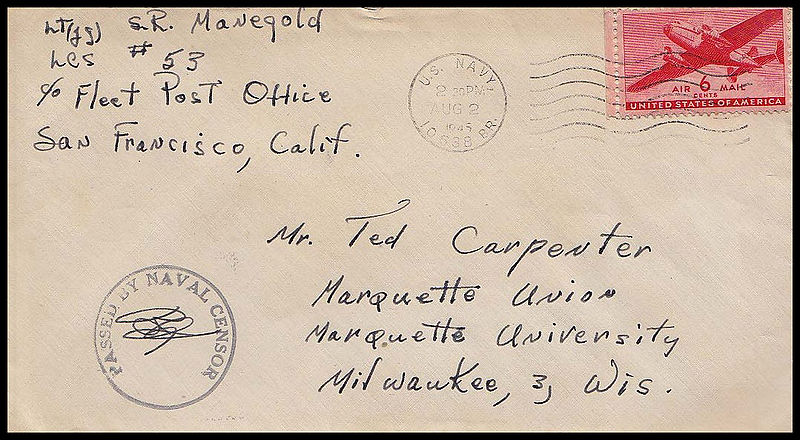 Lt(jg) S.R. Manegold
LCS # 53
c/o Fleet Post Office
San Francisco, Calif.
U.S. NAVY
2 30 PM
AUG 2
1945
10638 BR.
AIR 6 MAIL
CENTS
UNITED STATES OF AMERICA
Mr. Ted Carpenter
Marquette Union
Marquette University
Milwaukee, 3, Wis.
PASSED BY NAVAL CENSOR